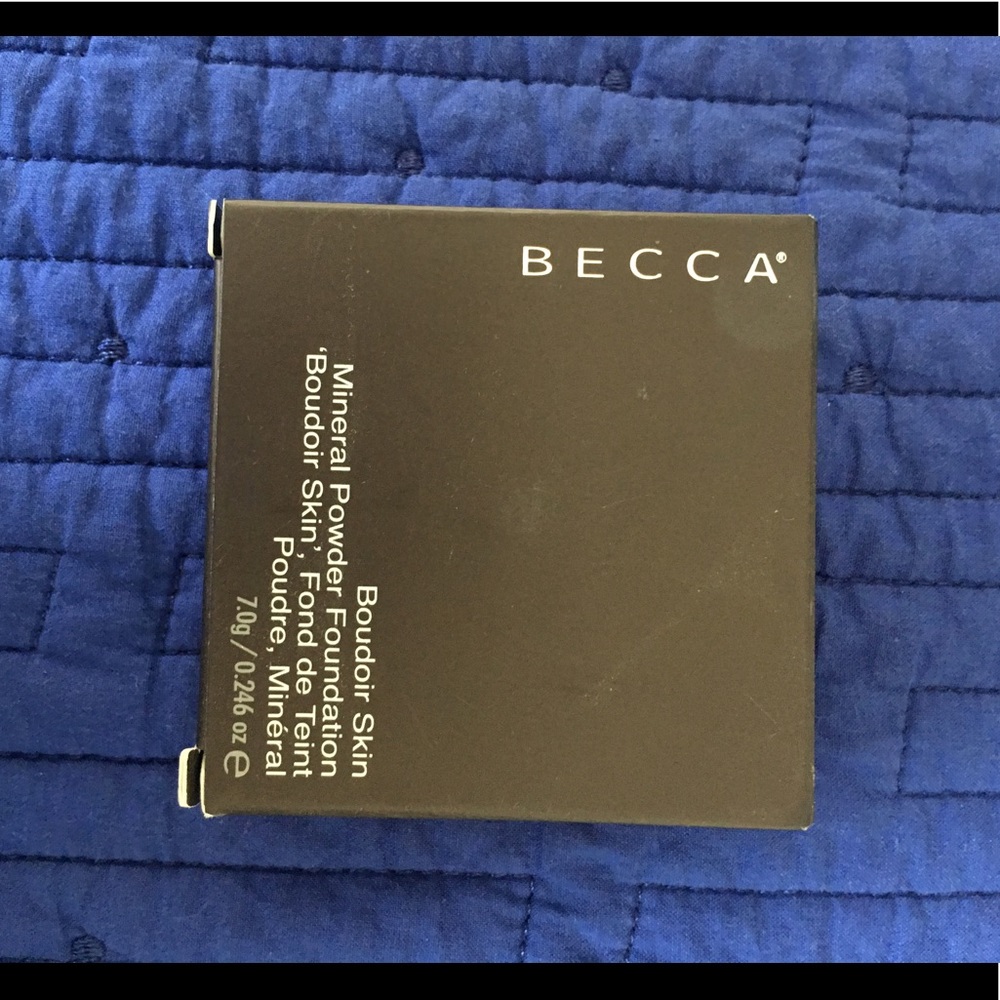 BECCA®
Boudoir Skin
Mineral Powder Foundation
‘Boudoir Skin’, Fond de Teint
Poudre, Minéral
7.0g / 0.246 oz ℮